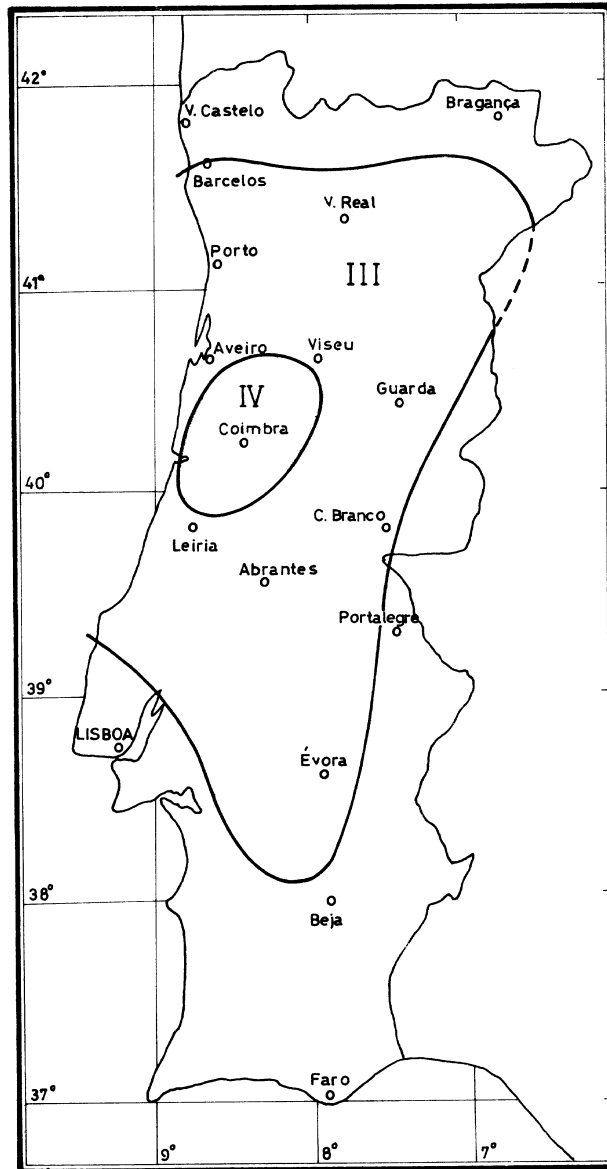 42°
V. Castelo
Bragança
Barcelos
V. Real
Porto
III
41°
Aveiro
Viseu
IV
Guarda
Coimbra
40°
C. Branco
Leiria
Abrantes
Portalegre
39°
LISBOA
Évora
38°
Beja
Faro
37°
9°
8°
7°